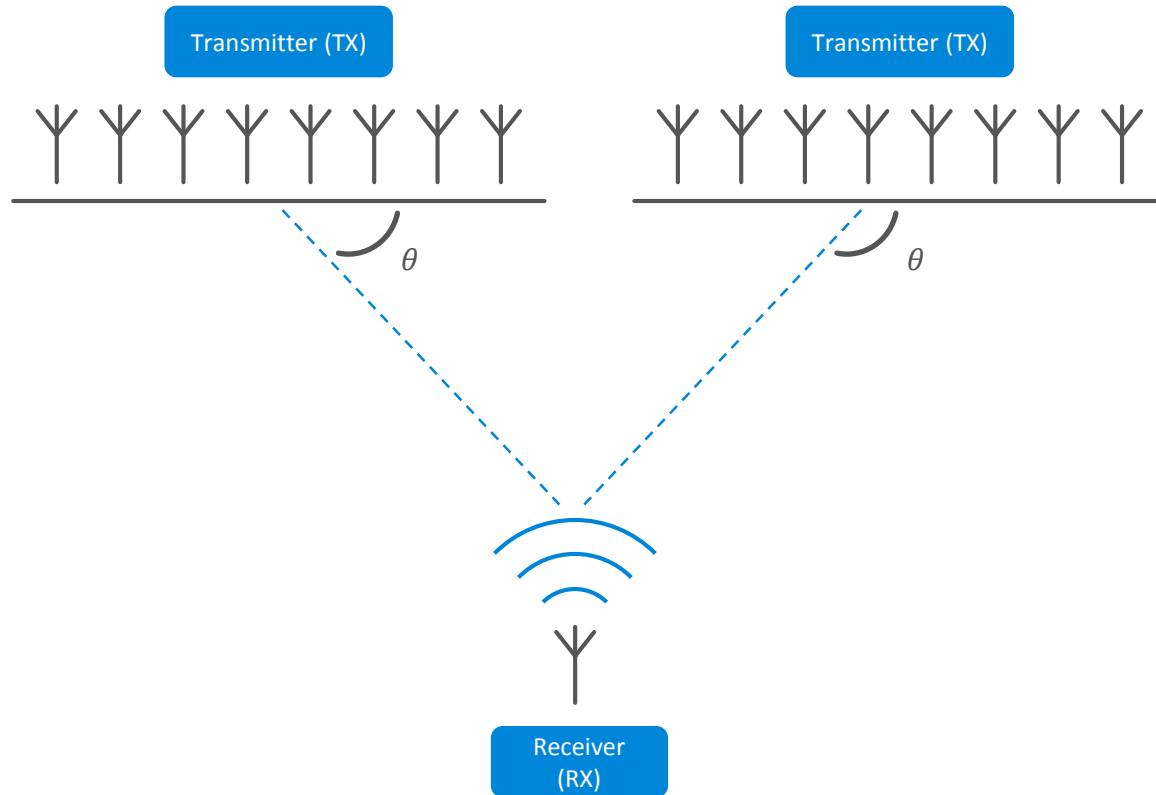 Transmitter (TX)
Transmitter (TX)
θ
θ
Receiver
(RX)